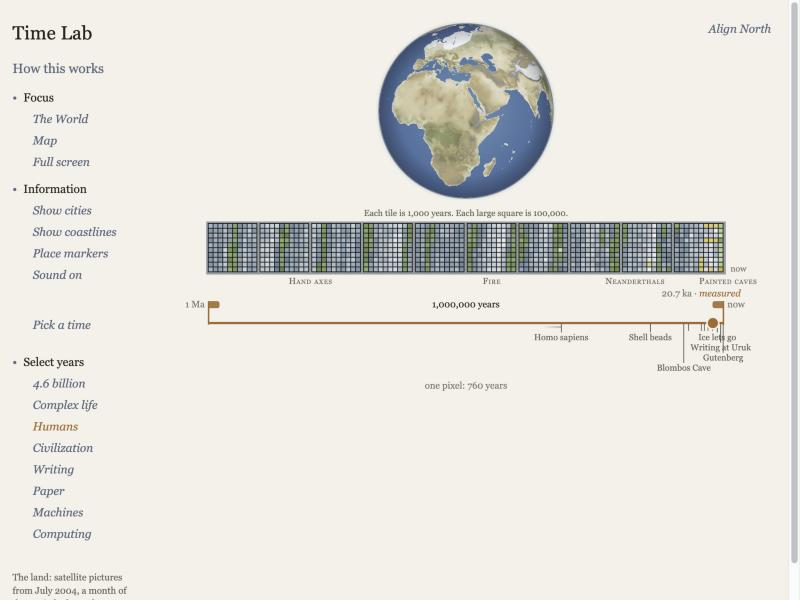 Time Lab
Align North
How this works
• Focus
The World
Map
Full screen
• Information
Show cities
Show coastlines
Place markers
Sound on
Pick a time
• Select years
4.6 billion
Complex life
Humans
Civilization
Writing
Paper
Machines
Computing
The land: satellite pictures
from July 2004, a month of
Each tile is 1,000 years. Each large square is 100,000.
now
Hand axes
Fire
Neanderthals
Painted caves
20.7 ka · measured
1 Ma
1,000,000 years
now
Homo sapiens
Shell beads
Ice lets go
Writing at Uruk
Gutenberg
Blombos Cave
one pixel: 760 years